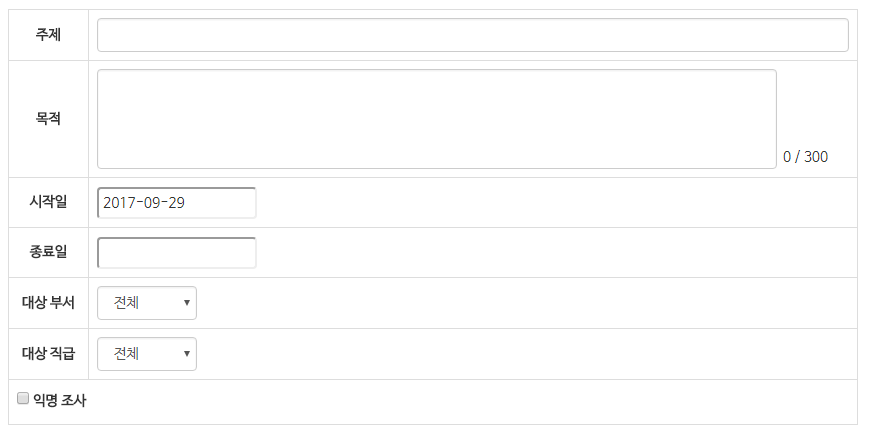 주제
목적
0 / 300
시작일 2017-09-29
종료일
대상 부서 전체
대상 직급 전체
익명 조사